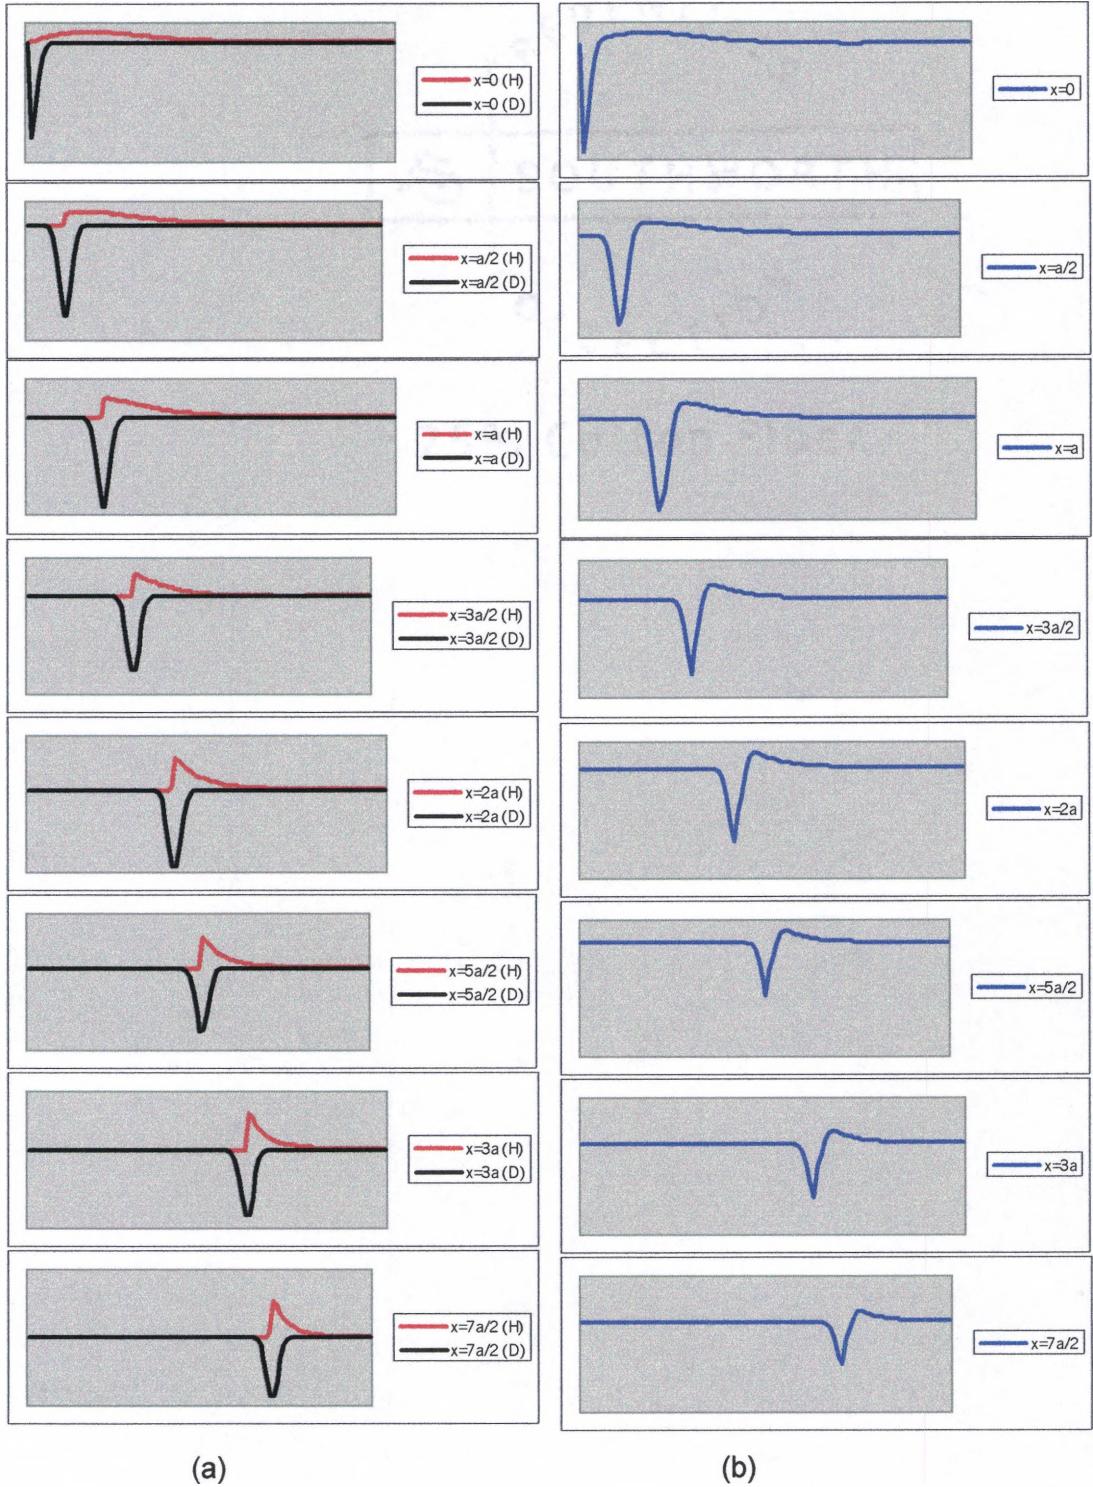 x=0 (H)
x=0 (D)
x=0
x=a/2 (H)
x=a/2 (D)
x=a/2
x=a (H)
x=a (D)
x=a
x=3a/2 (H)
x=3a/2 (D)
x=3a/2
x=2a (H)
x=2a (D)
x=2a
x=5a/2 (H)
x=5a/2 (D)
x=5a/2
x=3a (H)
x=3a (D)
x=3a
x=7a/2 (H)
x=7a/2 (D)
x=7a/2
(a)
(b)